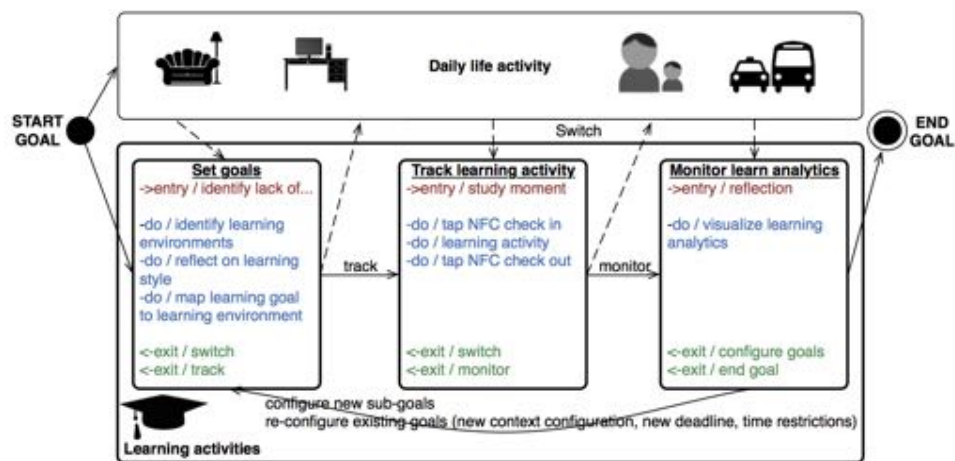 Daily life activity
START
GOAL
Switch
END
GOAL
Set goals
->entry / identify lack of...
-do / identify learning
environments
-do / reflect on learning
style
-do / map learning goal
to learning environment
<-exit / switch
<-exit / track
track
Track learning activity
->entry / study moment
-do / tap NFC check in
-do / learning activity
-do / tap NFC check out
<-exit / switch
<-exit / monitor
monitor
Monitor learn analytics
->entry / reflection
-do / visualize learning
analytics
<-exit / configure goals
<-exit / end goal
configure new sub-goals
re-configure existing goals (new context configuration, new deadline, time restrictions)
Learning activities